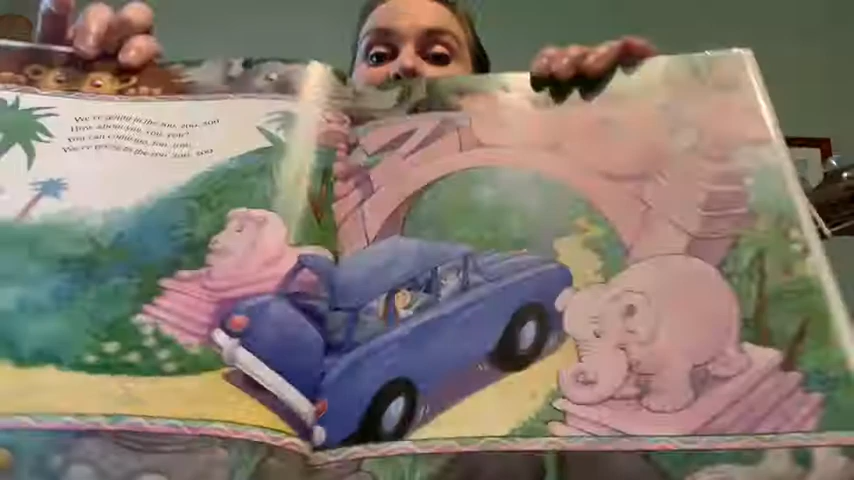 We're going to the zoo, zoo, zoo
How about you, you, you?
You can come too, too, too
We're going to the zoo, zoo, zoo
ZO